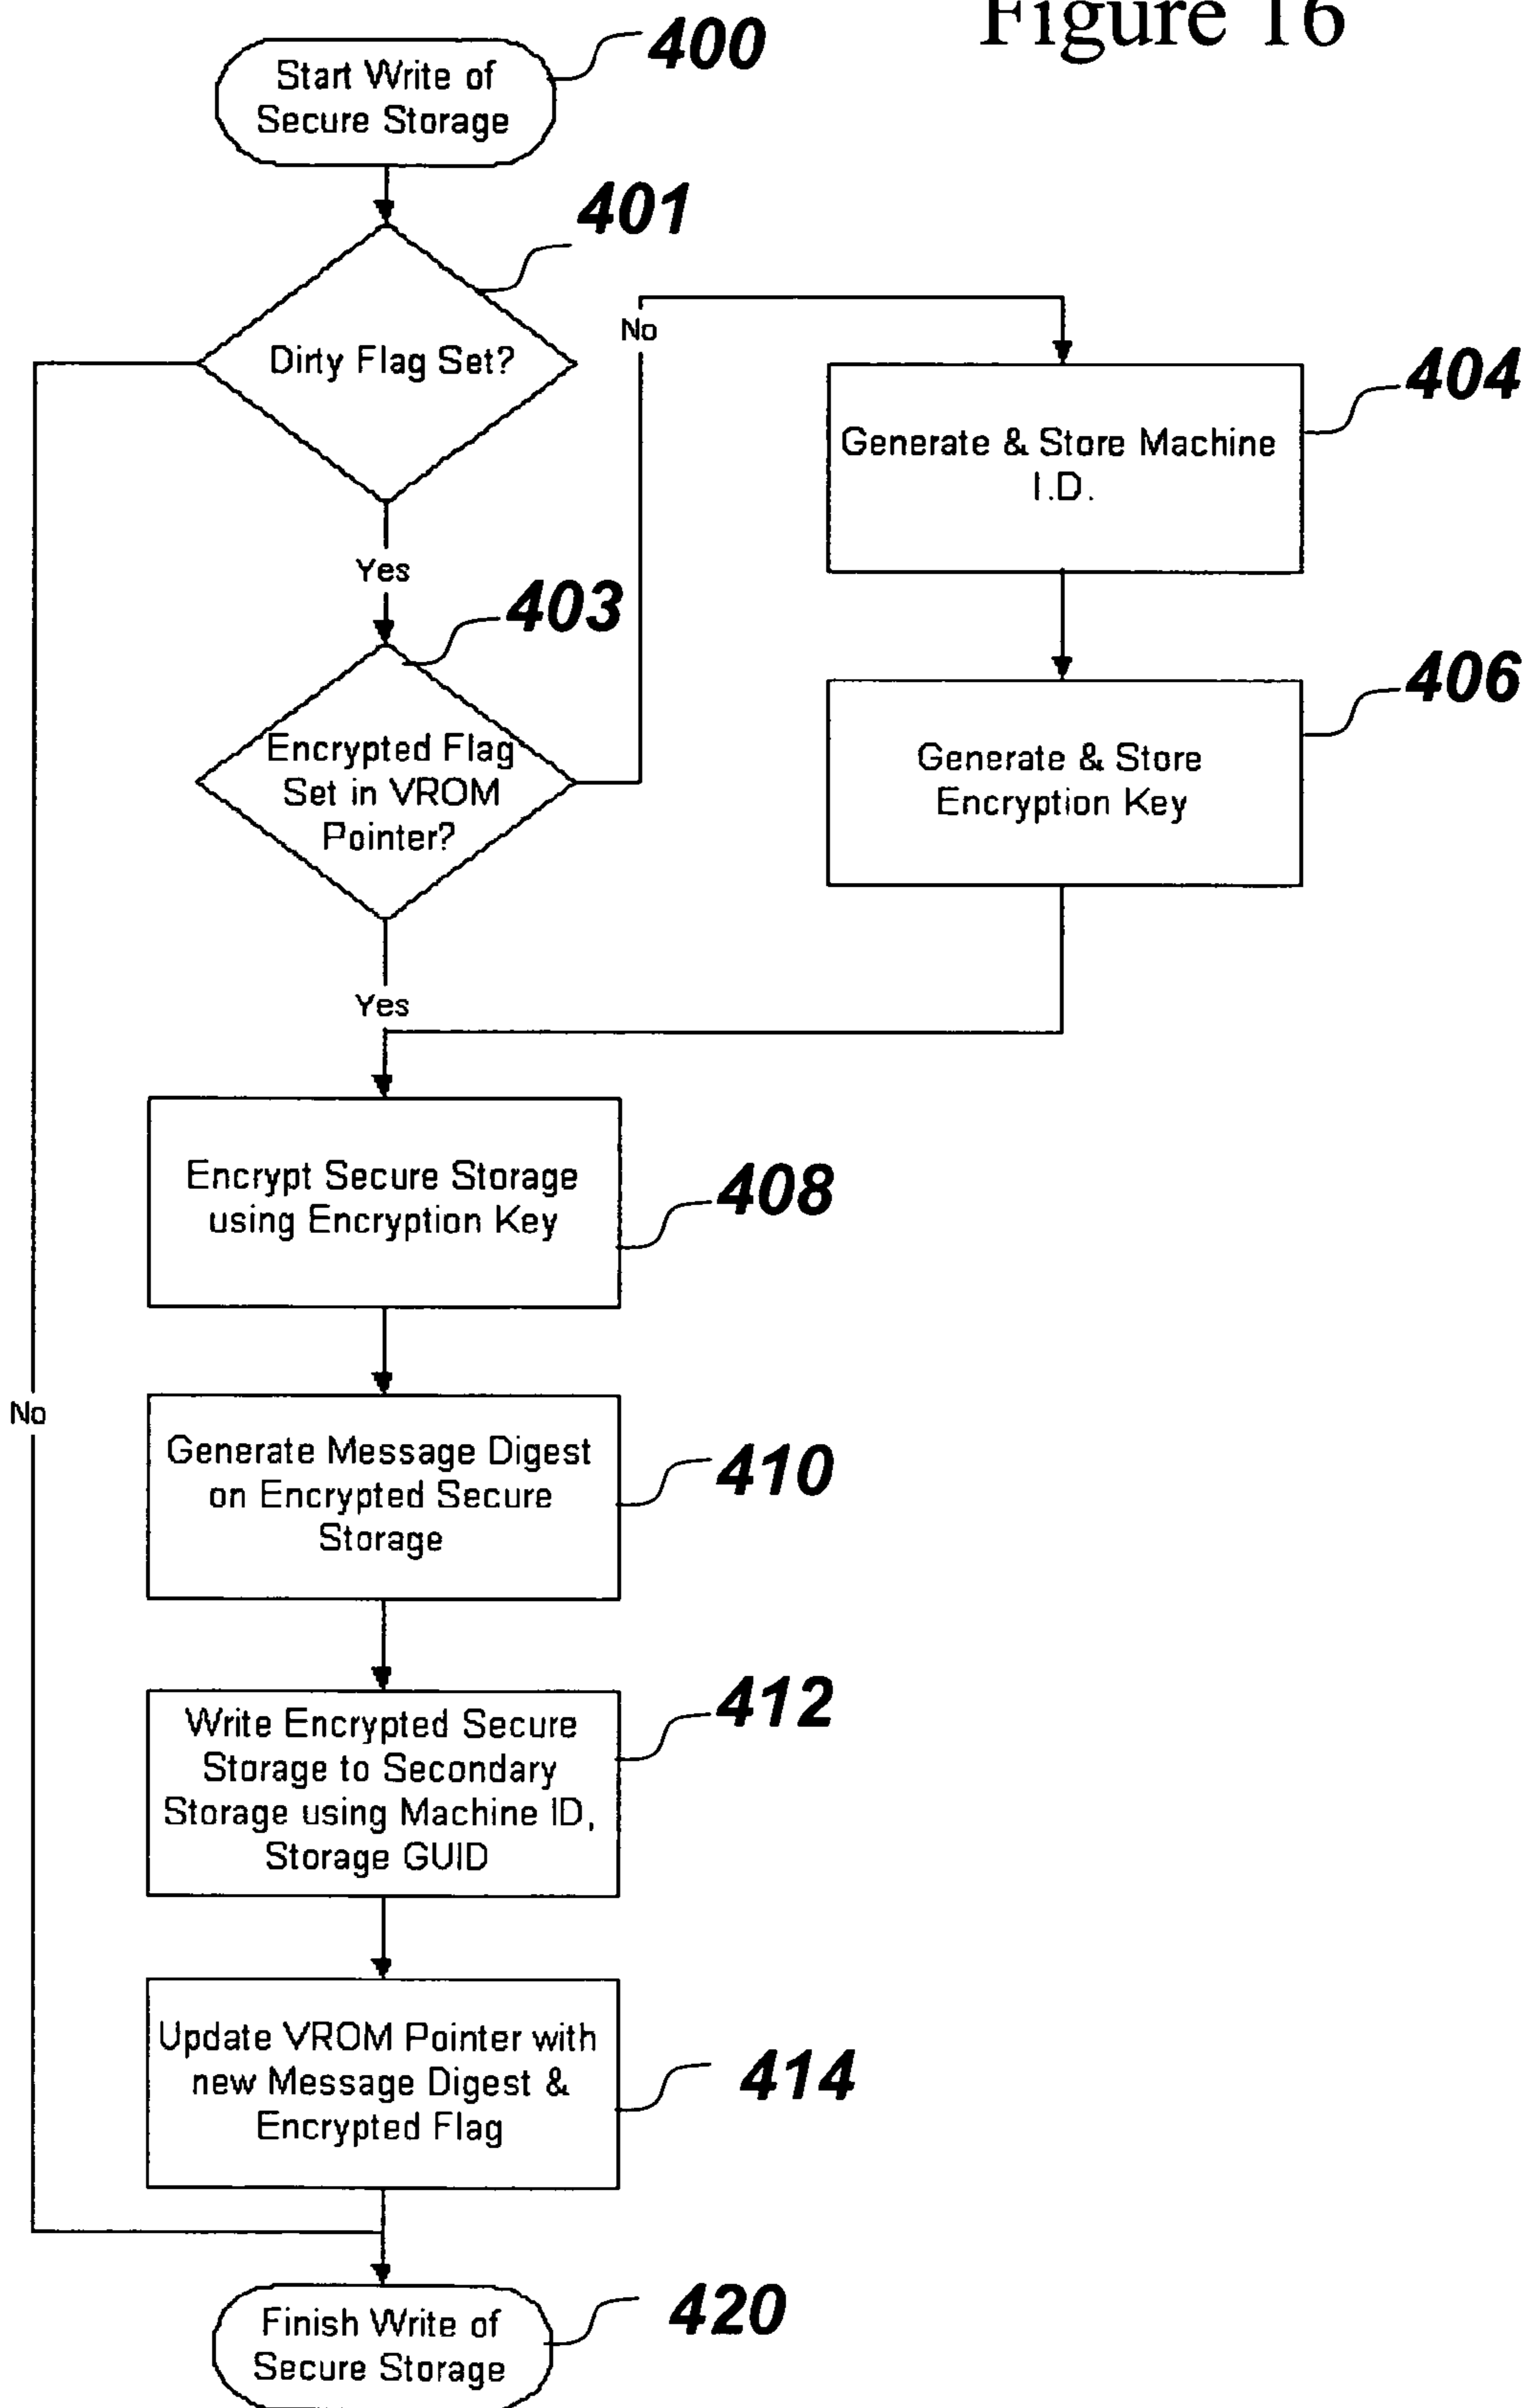 Figure 16
400
Start Write of
Secure Storage
401
Dirty Flag Set?
No
404
Generate & Store Machine
I.D.
Yes
403
406
Encrypted Flag
Set in VROM
Pointer?
Generate & Store
Encryption Key
Yes
Encrypt Secure Storage
using Encryption Key
408
No
Generate Message Digest
on Encrypted Secure
Storage
410
Write Encrypted Secure
Storage to Secondary
Storage using Machine ID,
Storage GUID
412
Update VROM Pointer with
new Message Digest &
Encrypted Flag
414
Finish Write of
Secure Storage
420